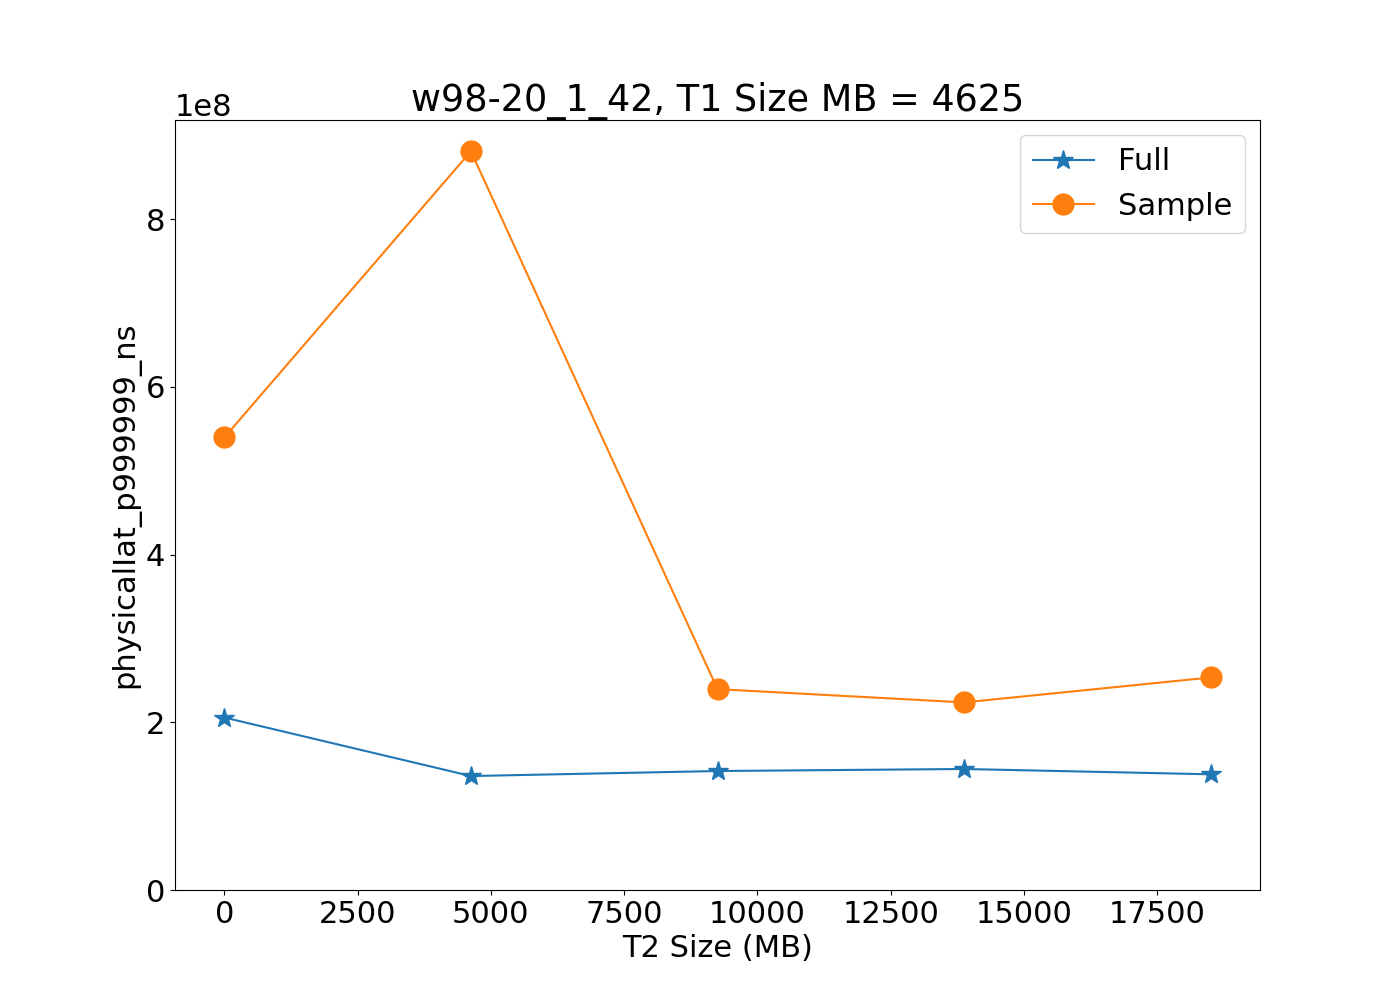 w98-20_1_42, T1 Size MB = 4625
1e8
Full
Sample
8
6
4
2
0
physicallat_p999999_ns
0 2500 5000 7500 10000 12500 15000 17500
T2 Size (MB)